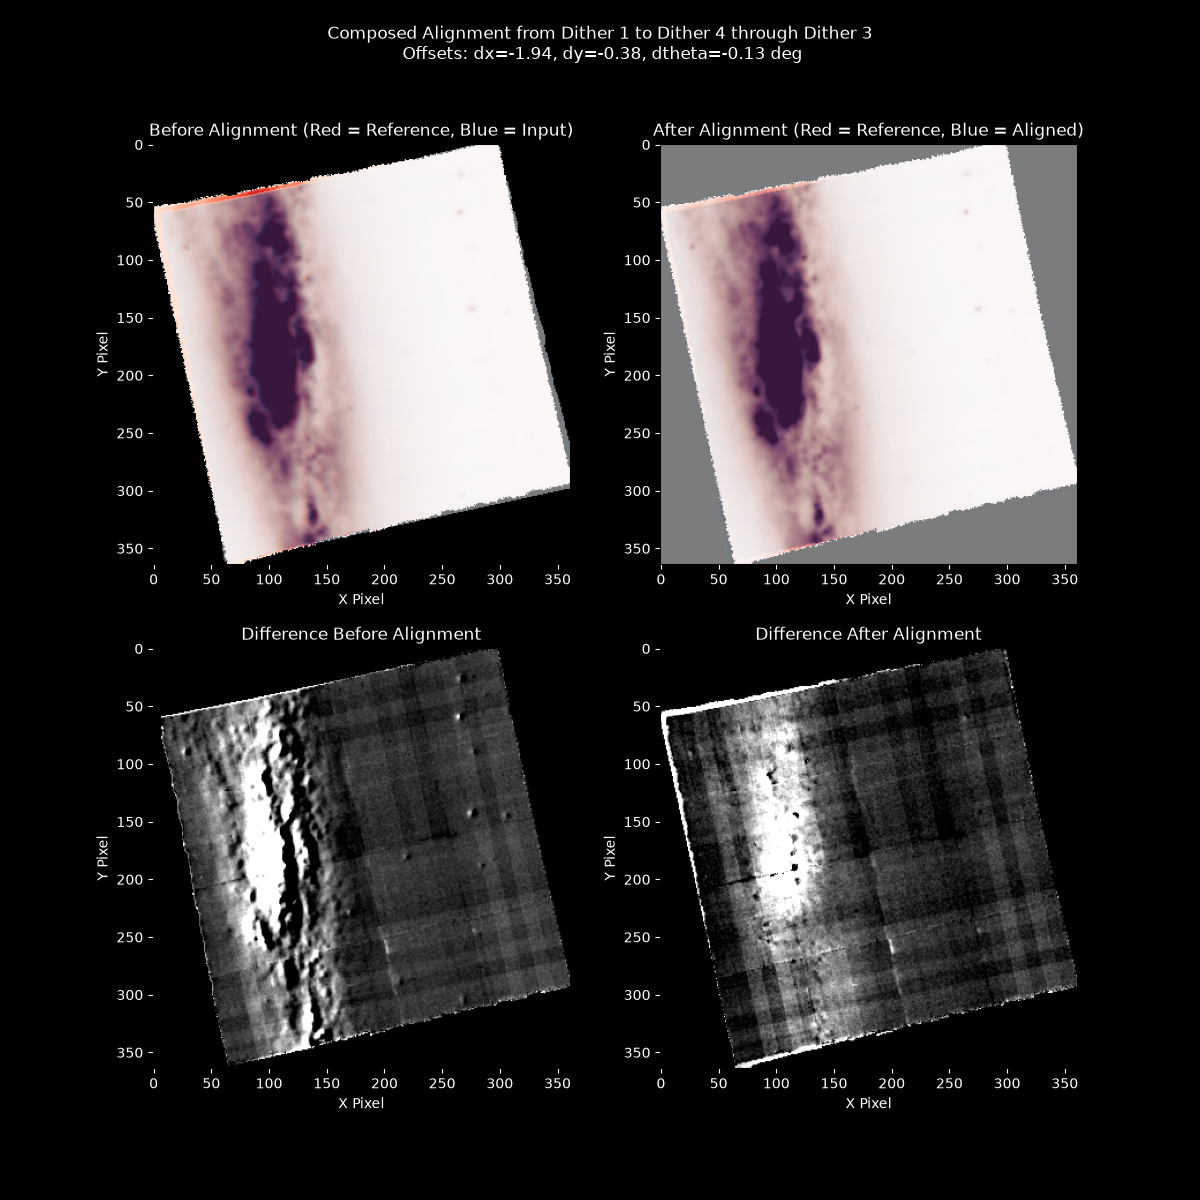 Composed Alignment from Dither 1 to Dither 4 through Dither 3
Offsets: dx=-1.94, dy=-0.38, dtheta=-0.13 deg
Before Alignment (Red = Reference, Blue = Input)
0
50
100
150
200
250
300
350
Y Pixel
0 50 100 150 200 250 300 350
X Pixel
After Alignment (Red = Reference, Blue = Aligned)
0
50
100
150
200
250
300
350
Y Pixel
0 50 100 150 200 250 300 350
X Pixel
Difference Before Alignment
0
50
100
150
200
250
300
350
Y Pixel
0 50 100 150 200 250 300 350
X Pixel
Difference After Alignment
0
50
100
150
200
250
300
350
Y Pixel
0 50 100 150 200 250 300 350
X Pixel